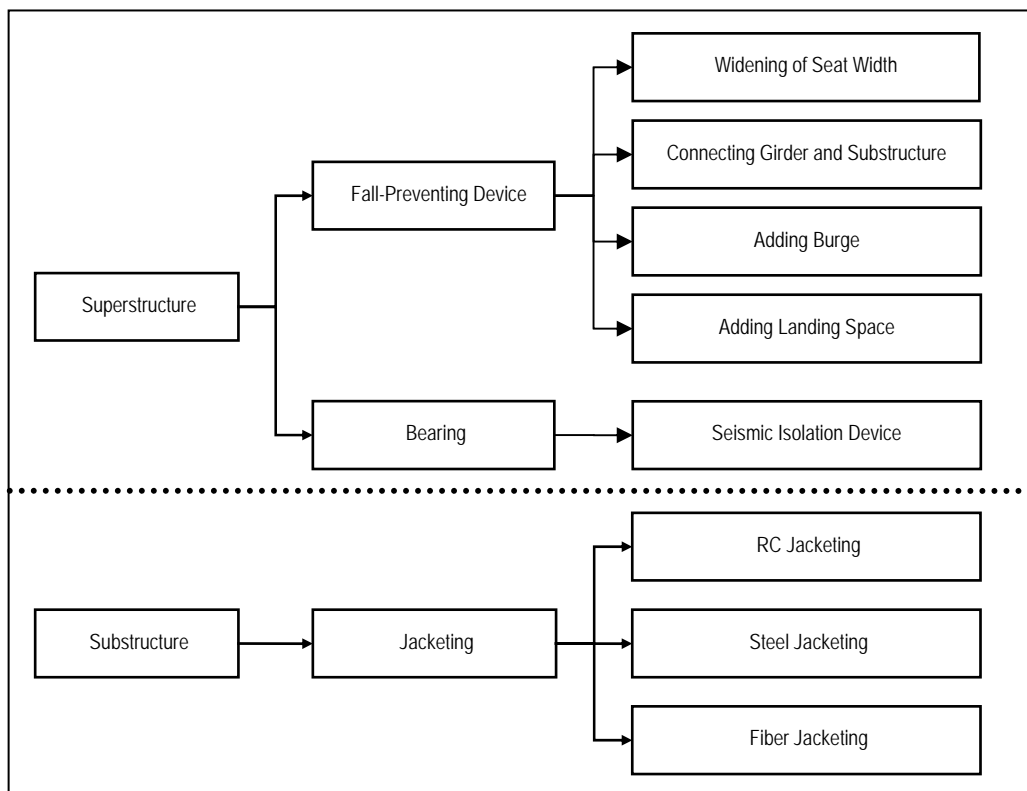 Widening of Seat Width
Connecting Girder and Substructure
Fall-Preventing Device
Adding Burge
Superstructure
Adding Landing Space
Bearing
Seismic Isolation Device
RC Jacketing
Substructure
Jacketing
Steel Jacketing
Fiber Jacketing